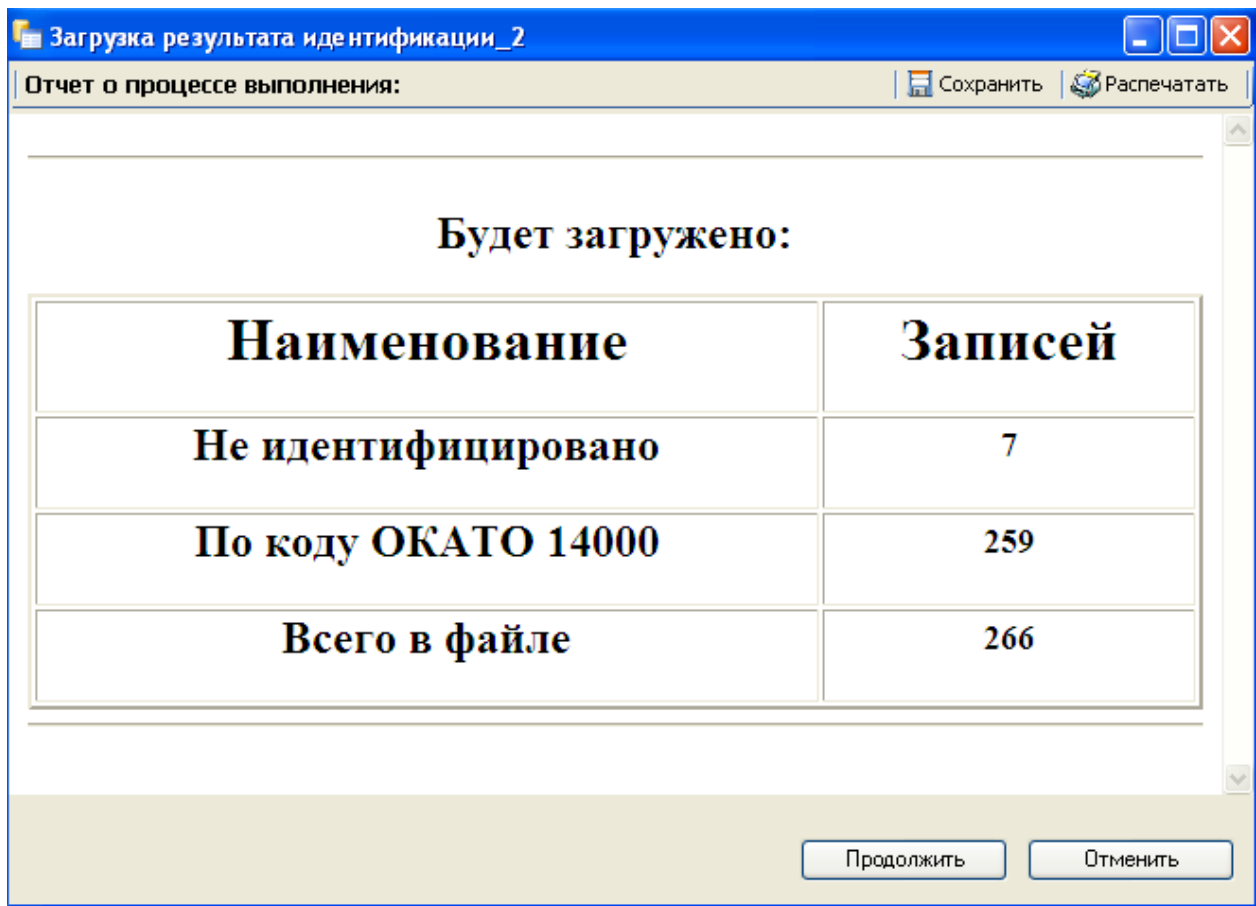 Загрузка результата идентификации_2
Отчет о процессе выполнения: Сохранить Распечатать
Будет загружено:
Наименование Записей
Не идентифицировано 7
По коду ОКАТО 14000 259
Всего в файле 266
Продолжить Отменить